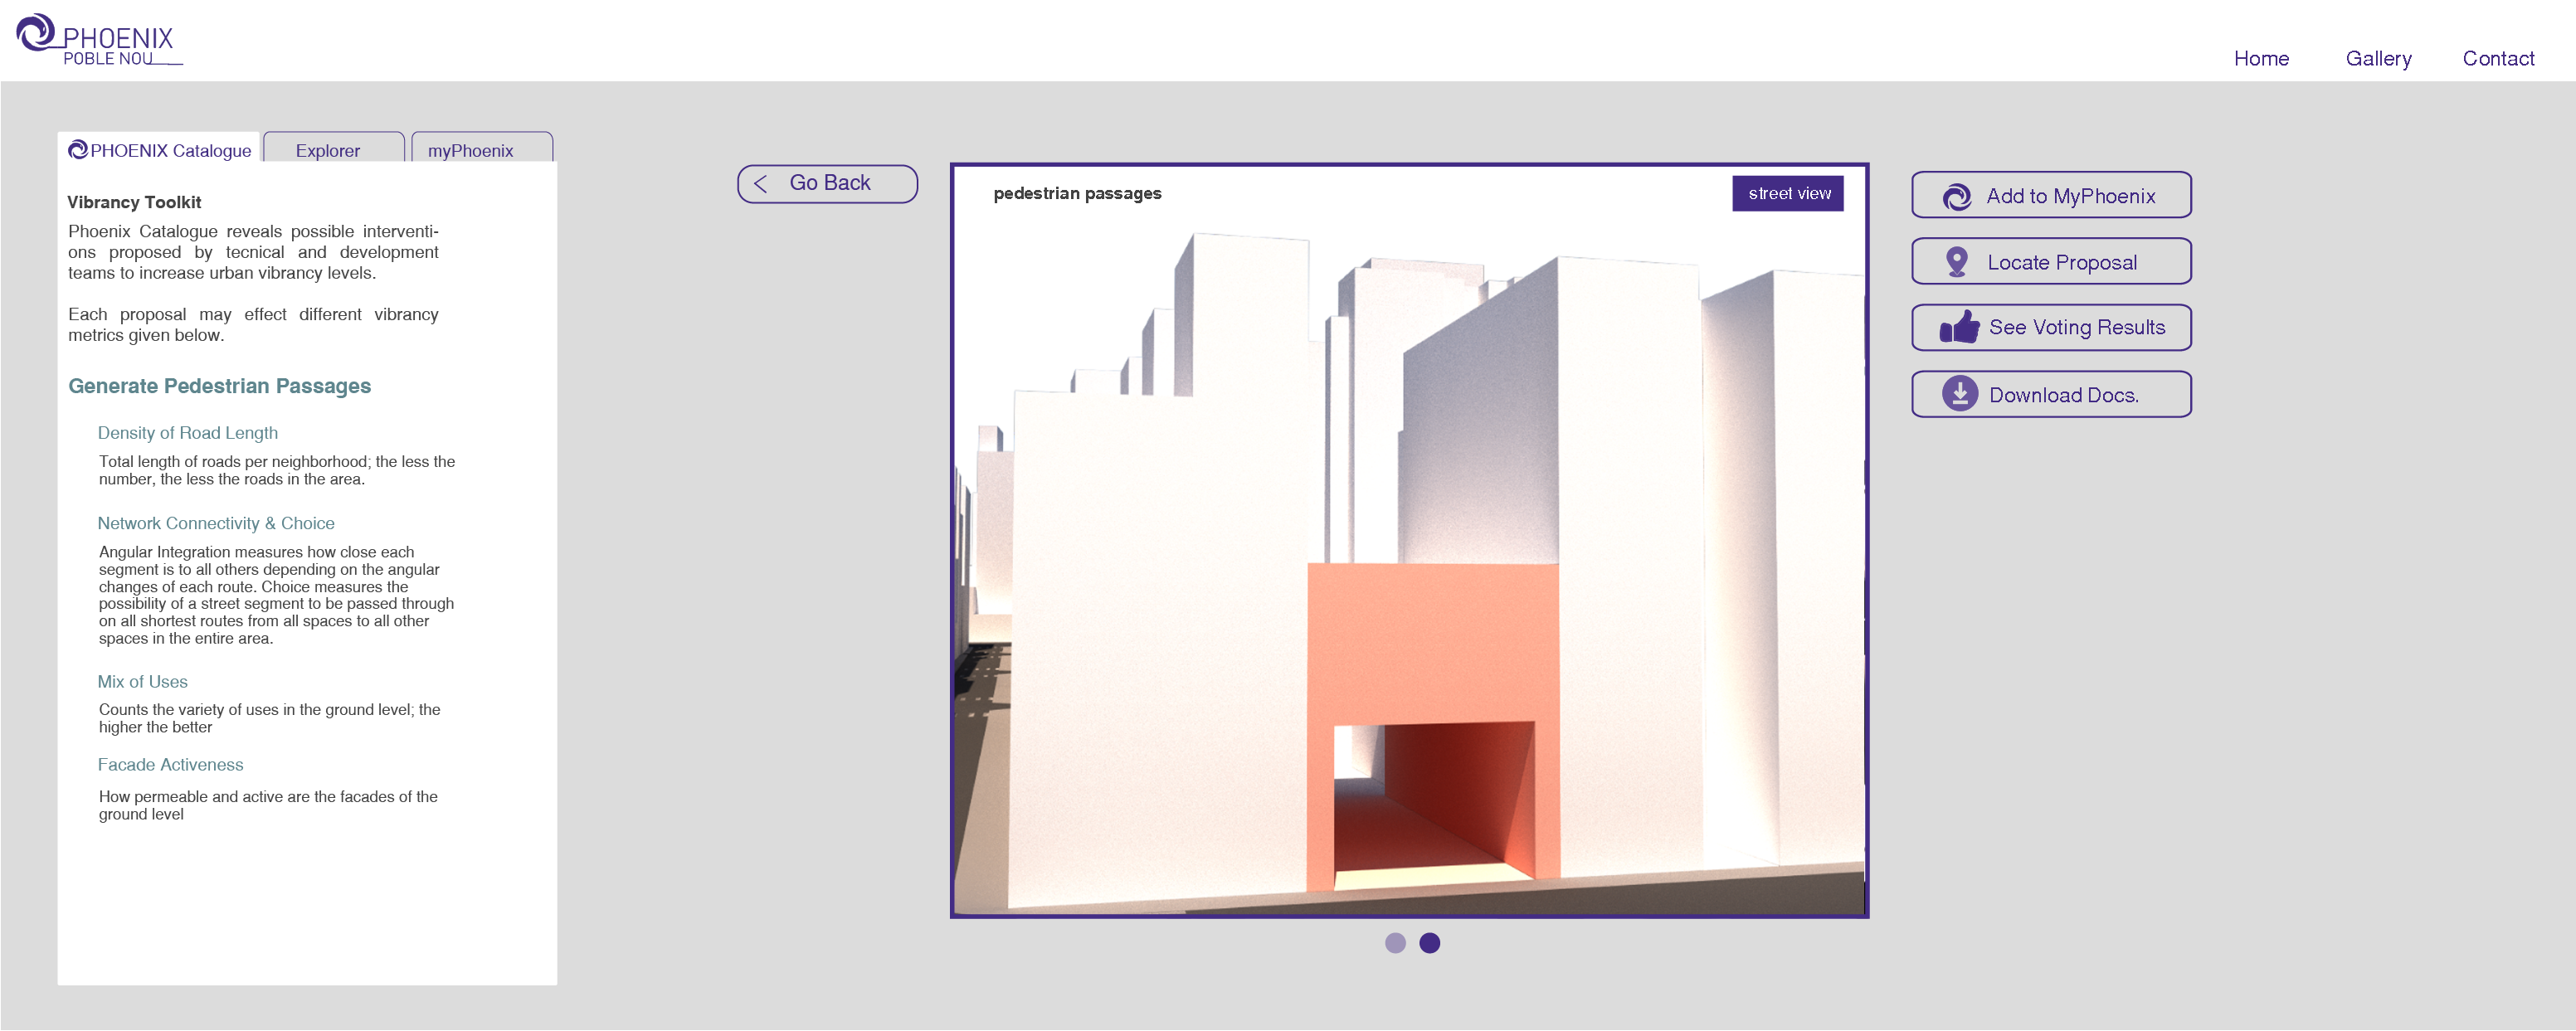 PHOENIX
POBLE NOU
Home Gallery Contact
PHOENIX Catalogue Explorer myPhoenix
Vibrancy Toolkit
Phoenix Catalogue reveals possible interventi-
ons proposed by tecnical and development
teams to increase urban vibrancy levels.
Each proposal may effect different vibrancy
metrics given below.
Generate Pedestrian Passages
Density of Road Length
Total length of roads per neighborhood; the less the
number, the less the roads in the area.
Network Connectivity & Choice
Angular Integration measures how close each
segment is to all others depending on the angular
changes of each route. Choice measures the
possibility of a street segment to be passed through
on all shortest routes from all spaces to all other
spaces in the entire area.
Mix of Uses
Counts the variety of uses in the ground level; the
higher the better
Facade Activeness
How permeable and active are the facades of the
ground level
Go Back
pedestrian passages
street view
Add to MyPhoenix
Locate Proposal
See Voting Results
Download Docs.